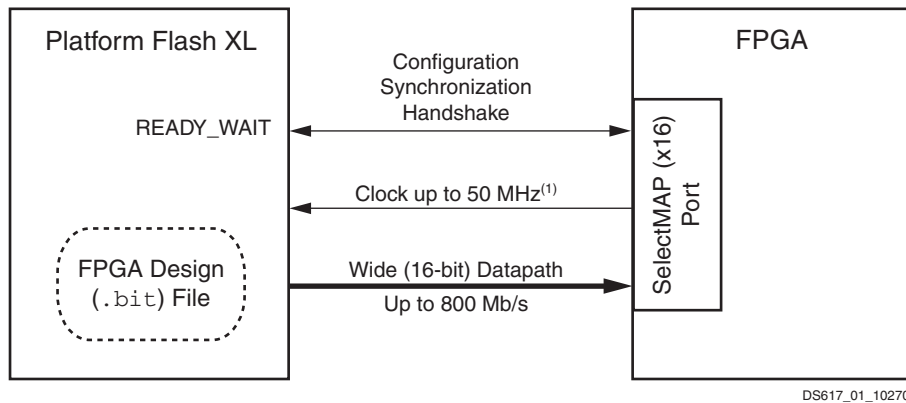 Platform Flash XL
FPGA
Configuration
Synchronization
Handshake
READY_WAIT
SelectMAP (x16)
Port
Clock up to 50 MHz(1)
FPGA Design
(.bit) File
Wide (16-bit) Datapath
Up to 800 Mb/s